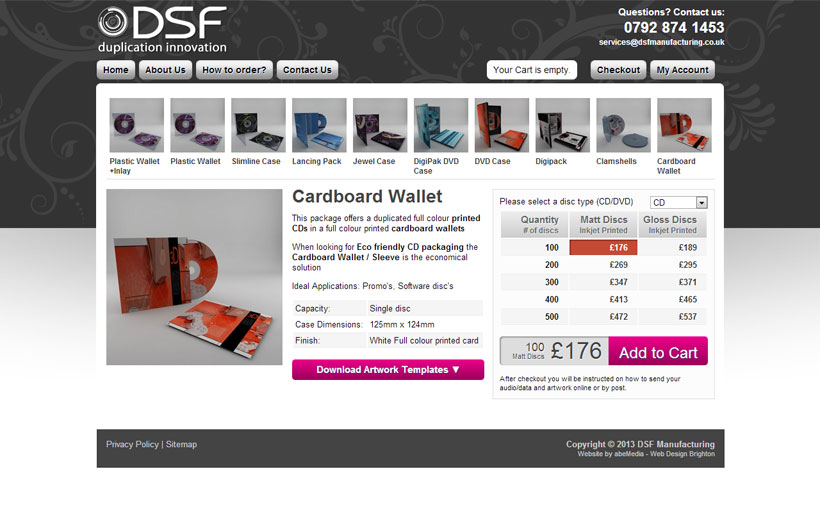 DSF
duplication innovation
Questions? Contact us:
0792 874 1453
services@dsfmanufacturing.co.uk
Home
About Us
How to order?
Contact Us
Your Cart is empty.
Checkout
My Account
Plastic Wallet
+Inlay
Plastic Wallet
Slimline Case
Lancing Pack
Jewel Case
DigiPak DVD
Case
DVD Case
Digipack
Clamshells
Cardboard
Wallet
Cardboard Wallet
This package offers a duplicated full colour printed
CDs in a full colour printed cardboard wallets
When looking for Eco friendly CD packaging the
Cardboard Wallet / Sleeve is the economical
solution
Ideal Applications: Promo's, Software disc's
Capacity: Single disc
Case Dimensions: 125mm x 124mm
Finish: White Full colour printed card
Download Artwork Templates ▼
Please select a disc type (CD/DVD) CD
Quantity Matt Discs Gloss Discs
# of discs Inkjet Printed Inkjet Printed
100 £176 £189
200 £269 £295
300 £347 £371
400 £413 £465
500 £472 £537
100
Matt Discs
£176
Add to Cart
After checkout you will be instructed on how to send your
audio/data and artwork online or by post.
Privacy Policy | Sitemap
Copyright © 2013 DSF Manufacturing
Website by abeMedia - Web Design Brighton